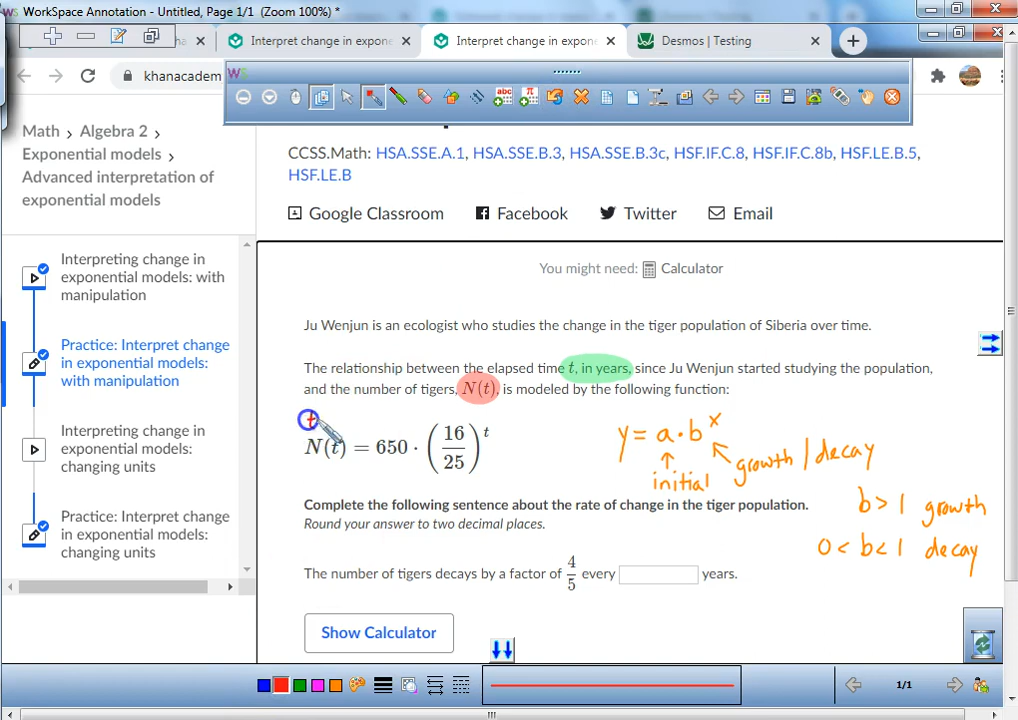 WorkSpace Annotation - Untitled, Page 1/1 (Zoom 100%) *
Interpret change in expone
Interpret change in expon
Desmos | Testing
khanacadem
Math
Algebra 2
Exponential models
Advanced interpretation of
exponential models
Interpreting change in
exponential models: with
manipulation
Practice: Interpret change
in exponential models:
with manipulation
Interpreting change in
exponential models:
changing units
Practice: Interpret change
in exponential models:
changing units
CCSS.Math: HSA.SSE.A.1, HSA.SSE.B.3, HSA.SSE.B.3c, HSF.IF.C.8, HSF.IF.C.8b, HSF.LE.B.5,
HSF.LE.B
Google Classroom Facebook Twitter Email
You might need: Calculator
Ju Wenjun is an ecologist who studies the change in the tiger population of Siberia over time.
The relationship between the elapsed time t, in years, since Ju Wenjun started studying the population,
and the number of tigers, N(t), is modeled by the following function:
N(t) = 650 · (16/25)^t
y = a · b^x
initial
growth / decay
b > 1 growth
0 < b < 1 decay
Complete the following sentence about the rate of change in the tiger population.
Round your answer to two decimal places.
The number of tigers decays by a factor of 4/5 every years.
Show Calculator
1/1